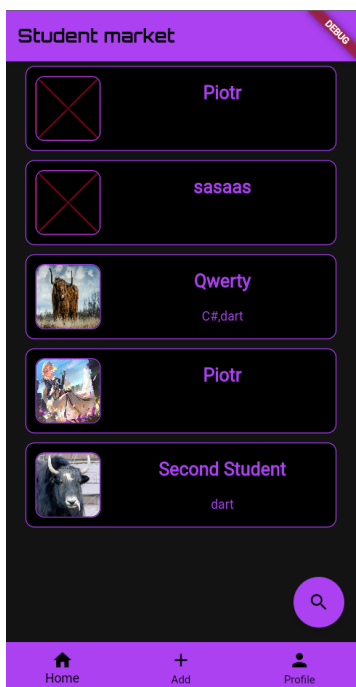 Student market
DEBUG
Piotr
sasaas
Qwerty
C#,dart
Piotr
Second Student
dart
Home
Add
Profile